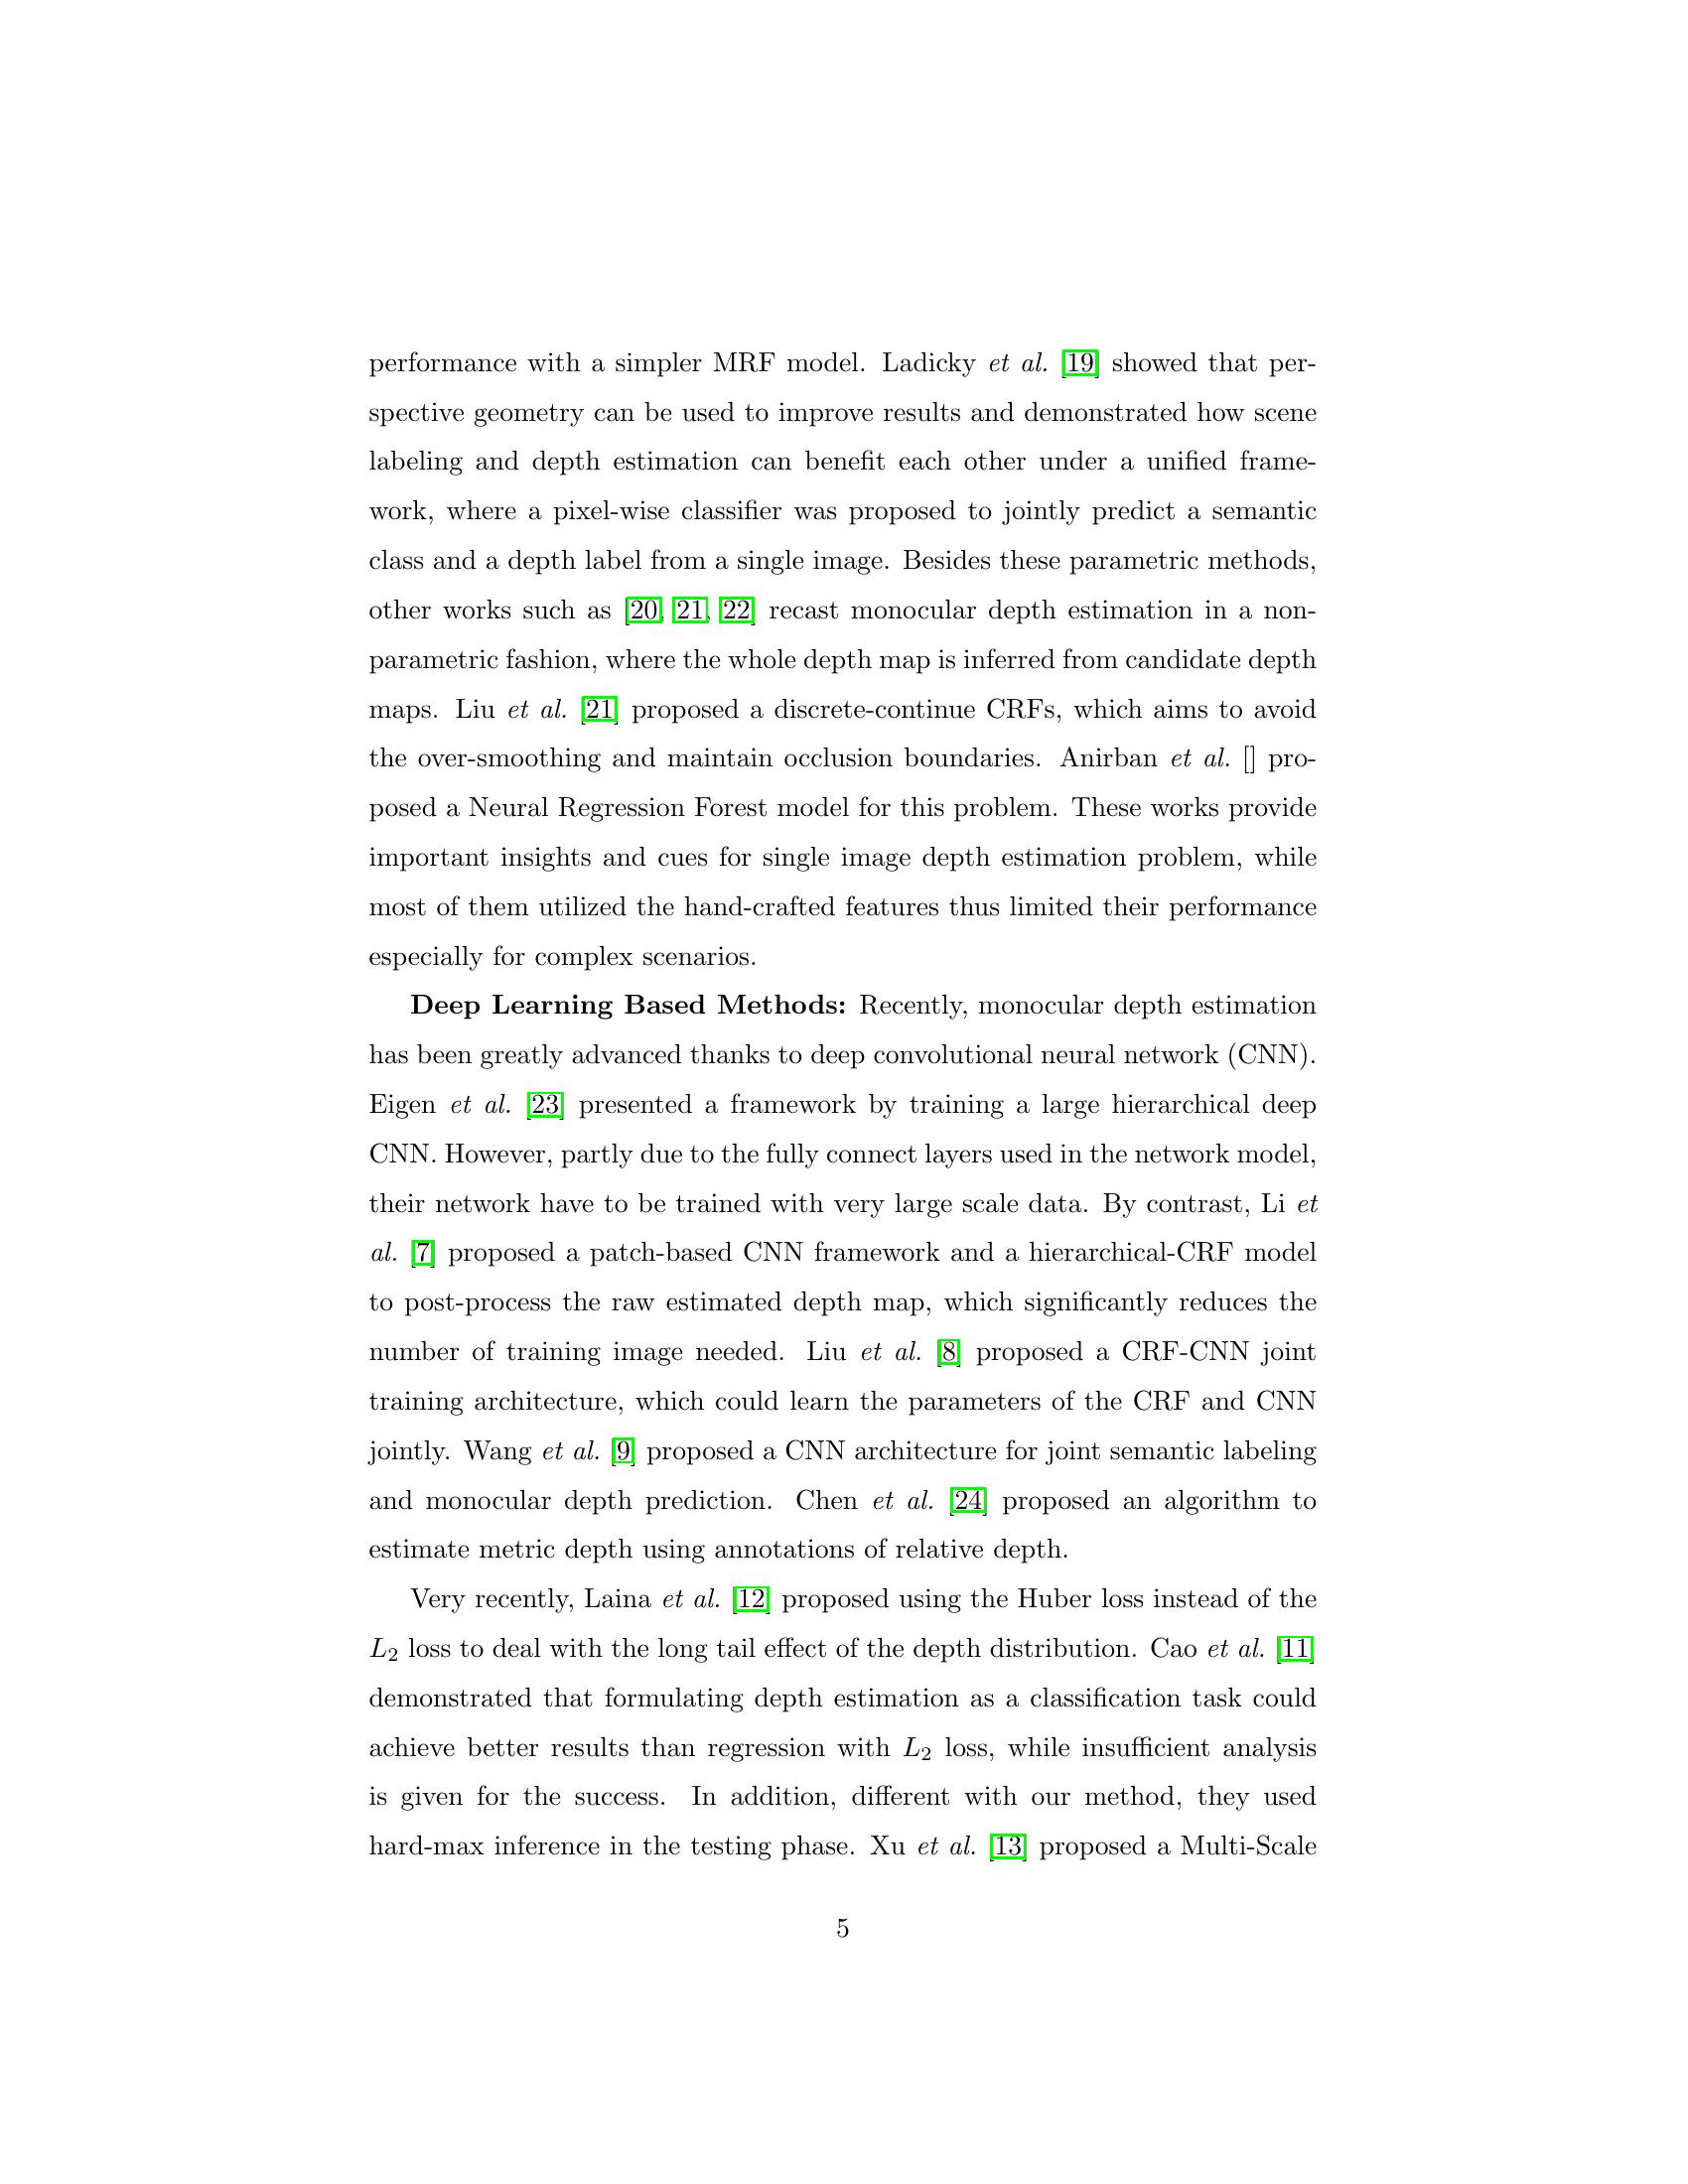 performance with a simpler MRF model. Ladicky et al. [19] showed that per-
spective geometry can be used to improve results and demonstrated how scene
labeling and depth estimation can benefit each other under a unified frame-
work, where a pixel-wise classifier was proposed to jointly predict a semantic
class and a depth label from a single image. Besides these parametric methods,
other works such as [20, 21, 22] recast monocular depth estimation in a non-
parametric fashion, where the whole depth map is inferred from candidate depth
maps. Liu et al. [21] proposed a discrete-continue CRFs, which aims to avoid
the over-smoothing and maintain occlusion boundaries. Anirban et al. [] pro-
posed a Neural Regression Forest model for this problem. These works provide
important insights and cues for single image depth estimation problem, while
most of them utilized the hand-crafted features thus limited their performance
especially for complex scenarios.
Deep Learning Based Methods: Recently, monocular depth estimation
has been greatly advanced thanks to deep convolutional neural network (CNN).
Eigen et al. [23] presented a framework by training a large hierarchical deep
CNN. However, partly due to the fully connect layers used in the network model,
their network have to be trained with very large scale data. By contrast, Li et
al. [7] proposed a patch-based CNN framework and a hierarchical-CRF model
to post-process the raw estimated depth map, which significantly reduces the
number of training image needed. Liu et al. [8] proposed a CRF-CNN joint
training architecture, which could learn the parameters of the CRF and CNN
jointly. Wang et al. [9] proposed a CNN architecture for joint semantic labeling
and monocular depth prediction. Chen et al. [24] proposed an algorithm to
estimate metric depth using annotations of relative depth.
Very recently, Laina et al. [12] proposed using the Huber loss instead of the
L2 loss to deal with the long tail effect of the depth distribution. Cao et al. [11]
demonstrated that formulating depth estimation as a classification task could
achieve better results than regression with L2 loss, while insufficient analysis
is given for the success. In addition, different with our method, they used
hard-max inference in the testing phase. Xu et al. [13] proposed a Multi-Scale
5